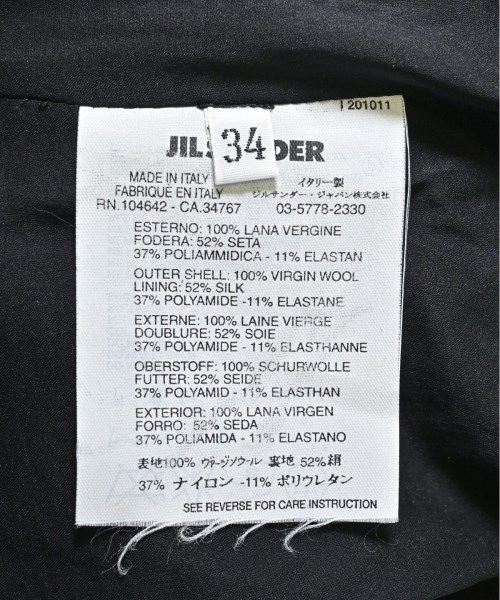 201011
34
JIL SANDER
MADE IN ITALY イタリー製
FABRIQUE EN ITALY ジルサンダー・ジャパン株式会社
RN.104642 - CA.34767 03-5778-2330
ESTERNO: 100% LANA VERGINE
FODERA: 52% SETA
37% POLIAMMIDICA - 11% ELASTAN
OUTER SHELL: 100% VIRGIN WOOL
LINING: 52% SILK
37% POLYAMIDE -11% ELASTANE
EXTERNE: 100% LAINE VIERGE
DOUBLURE: 52% SOIE
37% POLYAMIDE - 11% ELASTHANNE
OBERSTOFF: 100% SCHURWOLLE
FUTTER: 52% SEIDE
37% POLYAMID - 11% ELASTHAN
EXTERIOR: 100% LANA VIRGEN
FORRO: 52% SEDA
37% POLIAMIDA - 11% ELASTANO
表地100% ヴァージンウール 裏地 52%絹
37% ナイロン -11% ポリウレタン
SEE REVERSE FOR CARE INSTRUCTION